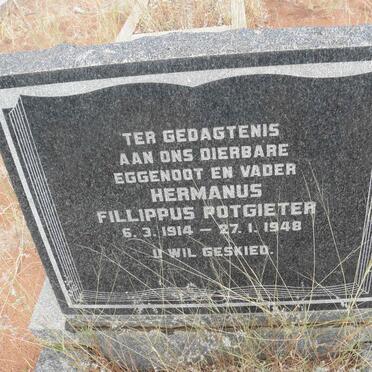 TER GEDAGTENIS
AAN ONS DIERBARE
EGGENOOT EN VADER
HERMANUS
FILLIPPUS POTGIETER
6. 3. 1914 — 27. 1. 1948
U WIL GESKIED.